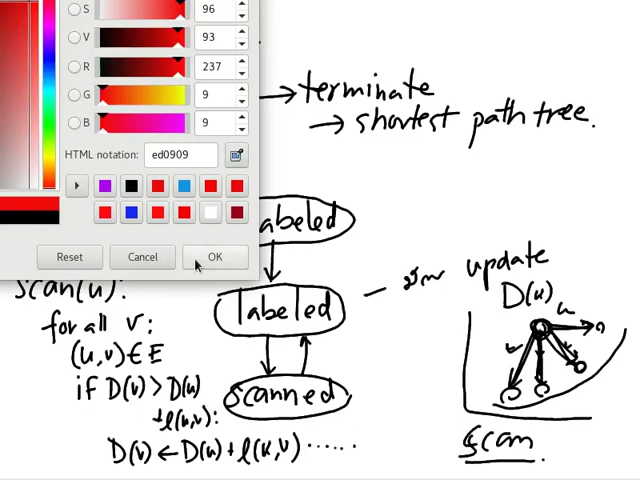 S 96
V 93
R 237
G 9
B 9
HTML notation: ed0909
Reset Cancel OK
→ terminate
→ shortest path tree.
labeled
labeled
scanned
update
D(u)
u
scan.
scan(u):
for all v:
(u,v) ∈ E
if D(v) > D(u)
+l(u,v):
D(v) ← D(u) + l(u,v) ......